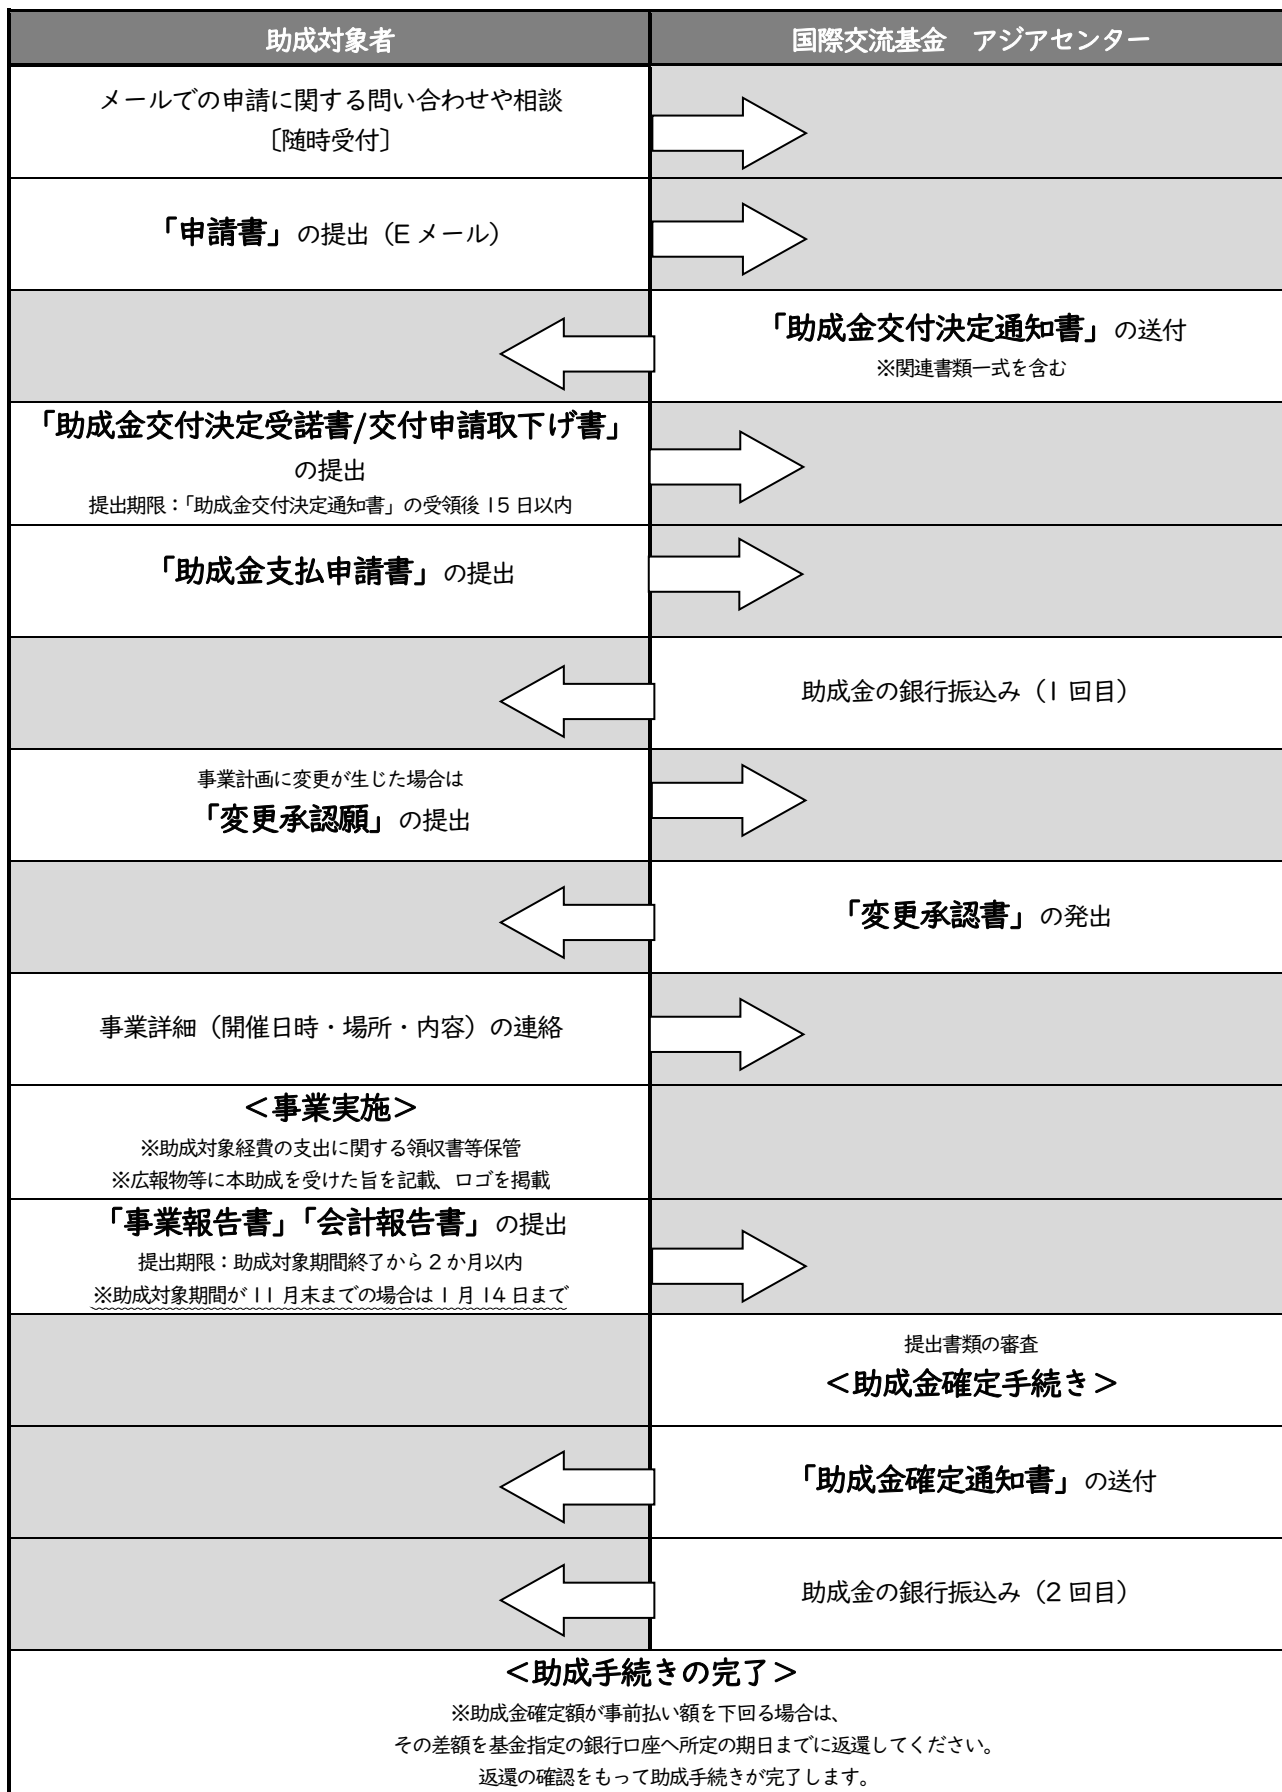 助成対象者
国際交流基金　アジアセンター
メールでの申請に関する問い合わせや相談
〔随時受付〕
「申請書」の提出（E メール）
「助成金交付決定通知書」の送付
※関連書類一式を含む
「助成金交付決定受諾書/交付申請取下げ書」
の提出
提出期限：「助成金交付決定通知書」の受領後 15 日以内
「助成金支払申請書」の提出
助成金の銀行振込み（1 回目）
事業計画に変更が生じた場合は
「変更承認願」の提出
「変更承認書」の発出
事業詳細（開催日時・場所・内容）の連絡
＜事業実施＞
※助成対象経費の支出に関する領収書等保管
※広報物等に本助成を受けた旨を記載、ロゴを掲載
「事業報告書」「会計報告書」の提出
提出期限：助成対象期間終了から 2 か月以内
※助成対象期間が 11 月末までの場合は 1 月 14 日まで
提出書類の審査
＜助成金確定手続き＞
「助成金確定通知書」の送付
助成金の銀行振込み（2 回目）
＜助成手続きの完了＞
※助成金確定額が事前払い額を下回る場合は、
その差額を基金指定の銀行口座へ所定の期日までに返還してください。
返還の確認をもって助成手続きが完了します。